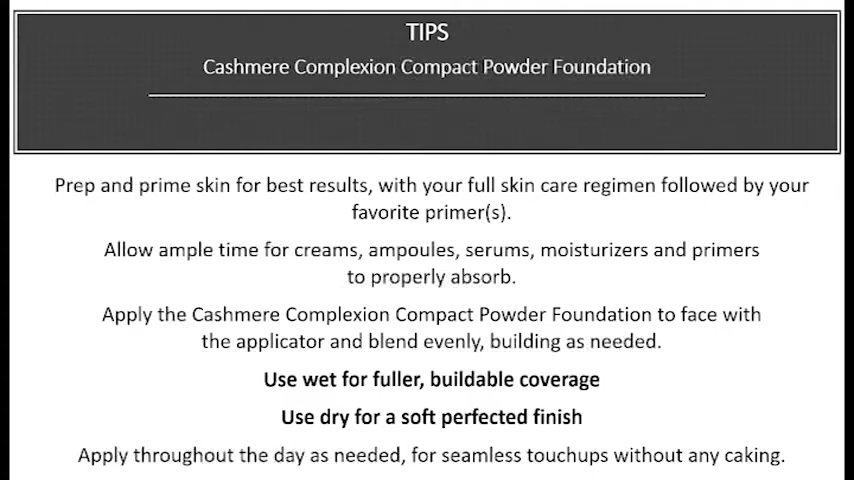 TIPS
Cashmere Complexion Compact Powder Foundation
Prep and prime skin for best results, with your full skin care regimen followed by your
favorite primer(s).
Allow ample time for creams, ampoules, serums, moisturizers and primers
to properly absorb.
Apply the Cashmere Complexion Compact Powder Foundation to face with
the applicator and blend evenly, building as needed.
Use wet for fuller, buildable coverage
Use dry for a soft perfected finish
Apply throughout the day as needed, for seamless touchups without any caking.